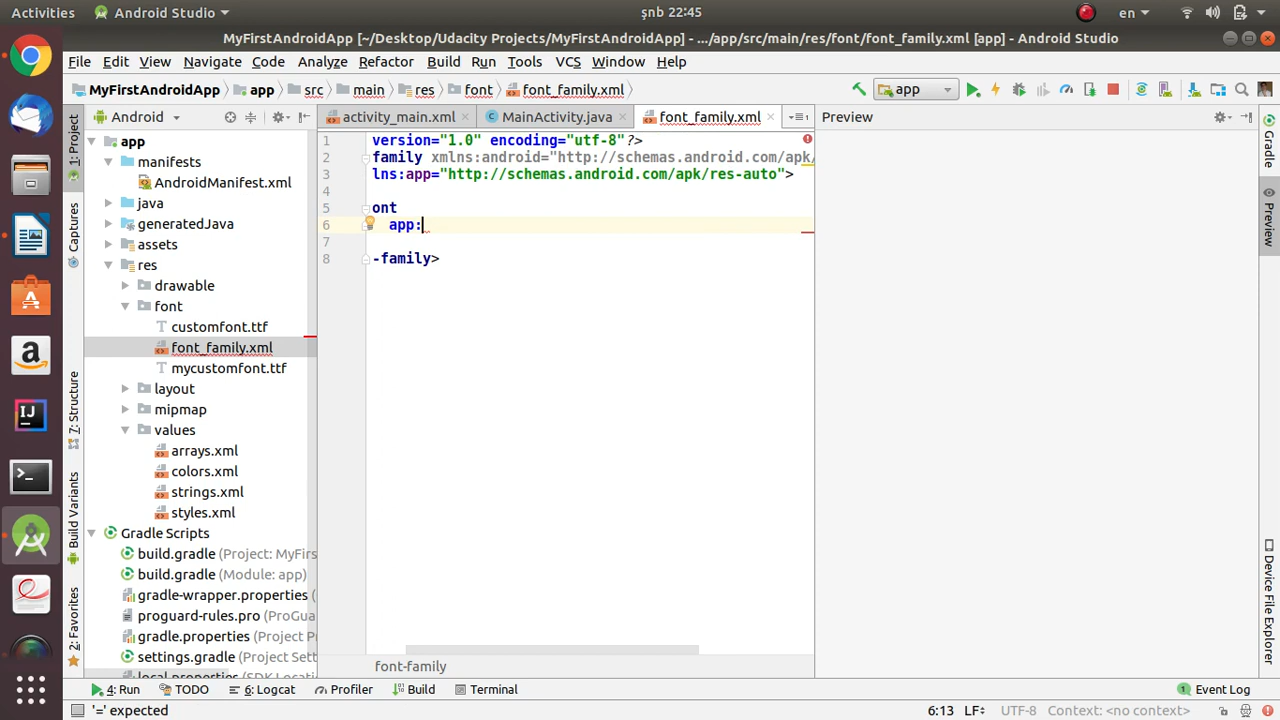 Activities Android Studio şnb 22:45 en
MyFirstAndroidApp [~/Desktop/Udacity Projects/MyFirstAndroidApp] - .../app/src/main/res/font/font_family.xml [app] - Android Studio
File Edit View Navigate Code Analyze Refactor Build Run Tools VCS Window Help
MyFirstAndroidApp app src main res font font_family.xml app
Android activity_main.xml MainActivity.java font_family.xml Preview
1: Project
Captures
7: Structure
Build Variants
2: Favorites
app
manifests
AndroidManifest.xml
java
generatedJava
assets
res
drawable
font
customfont.ttf
font_family.xml
mycustomfont.ttf
layout
mipmap
values
arrays.xml
colors.xml
strings.xml
styles.xml
Gradle Scripts
build.gradle (Project: MyFirs
build.gradle (Module: app)
gradle-wrapper.properties (
proguard-rules.pro (ProGua
gradle.properties (Project P
settings.gradle (Project Sett
local.properties (SDK Locati
1 version="1.0" encoding="utf-8"?>
2 family xmlns:android="http://schemas.android.com/apk/
3 lns:app="http://schemas.android.com/apk/res-auto">
4
5 ont
6 app:
7
8 -family>
font-family
Gradle
Preview
Device File Explorer
4: Run TODO 6: Logcat Profiler Build Terminal 1 Event Log
'=' expected 6:13 LF÷ UTF-8 Context: <no context>